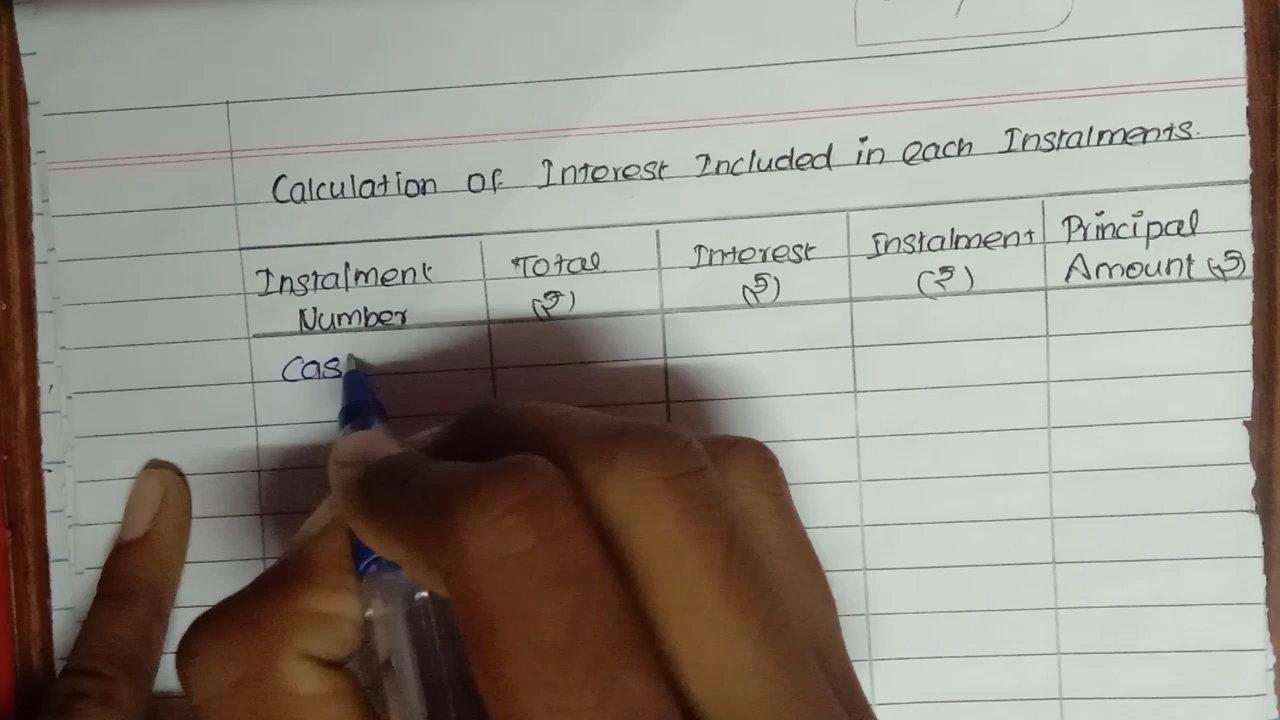 Calculation of Interest Included in each Instalments.
Instalment Number
Total (₹)
Interest (₹)
Instalment (₹)
Principal Amount (₹)
Cas